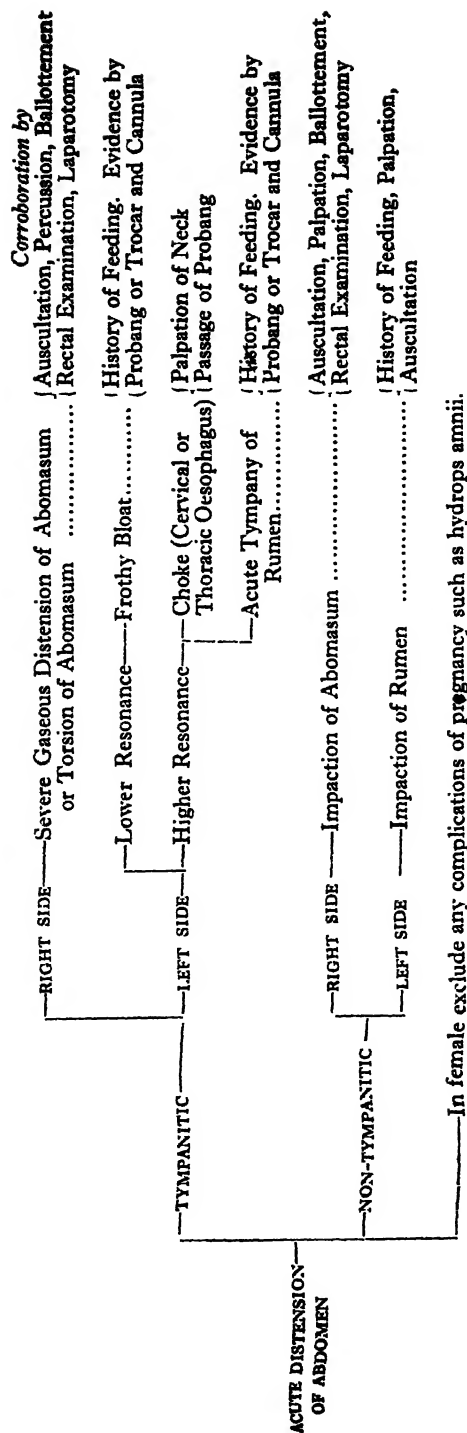 Corroboration by
RIGHT SIDE Severe Gaseous Distension of Abomasum Auscultation, Percussion, Ballottement
or Torsion of Abomasum .................. Rectal Examination, Laparotomy
Lower Resonance Frothy Bloat............ History of Feeding. Evidence by
Probang or Trocar and Cannula
TYMPANITIC LEFT SIDE Higher Resonance Choke (Cervical or Palpation of Neck
Thoracic Oesophagus) Passage of Probang
Acute Tympany of History of Feeding. Evidence by
Rumen............... Probang or Trocar and Cannula
ACUTE DISTENSION
OF ABDOMEN
RIGHT SIDE Impaction of Abomasum .................. Auscultation, Palpation, Ballottement,
Rectal Examination, Laparotomy
NON-TYMPANITIC
LEFT SIDE Impaction of Rumen .................. History of Feeding, Palpation,
Auscultation
In female exclude any complications of pregnancy such as hydrops amnii.